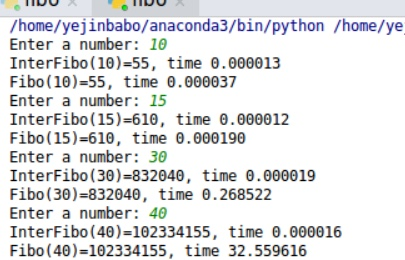 fibo
fibo
/home/yejinbabo/anaconda3/bin/python /home/ye
Enter a number: 10
InterFibo(10)=55, time 0.000013
Fibo(10)=55, time 0.000037
Enter a number: 15
InterFibo(15)=610, time 0.000012
Fibo(15)=610, time 0.000190
Enter a number: 30
InterFibo(30)=832040, time 0.000019
Fibo(30)=832040, time 0.268522
Enter a number: 40
InterFibo(40)=102334155, time 0.000016
Fibo(40)=102334155, time 32.559616